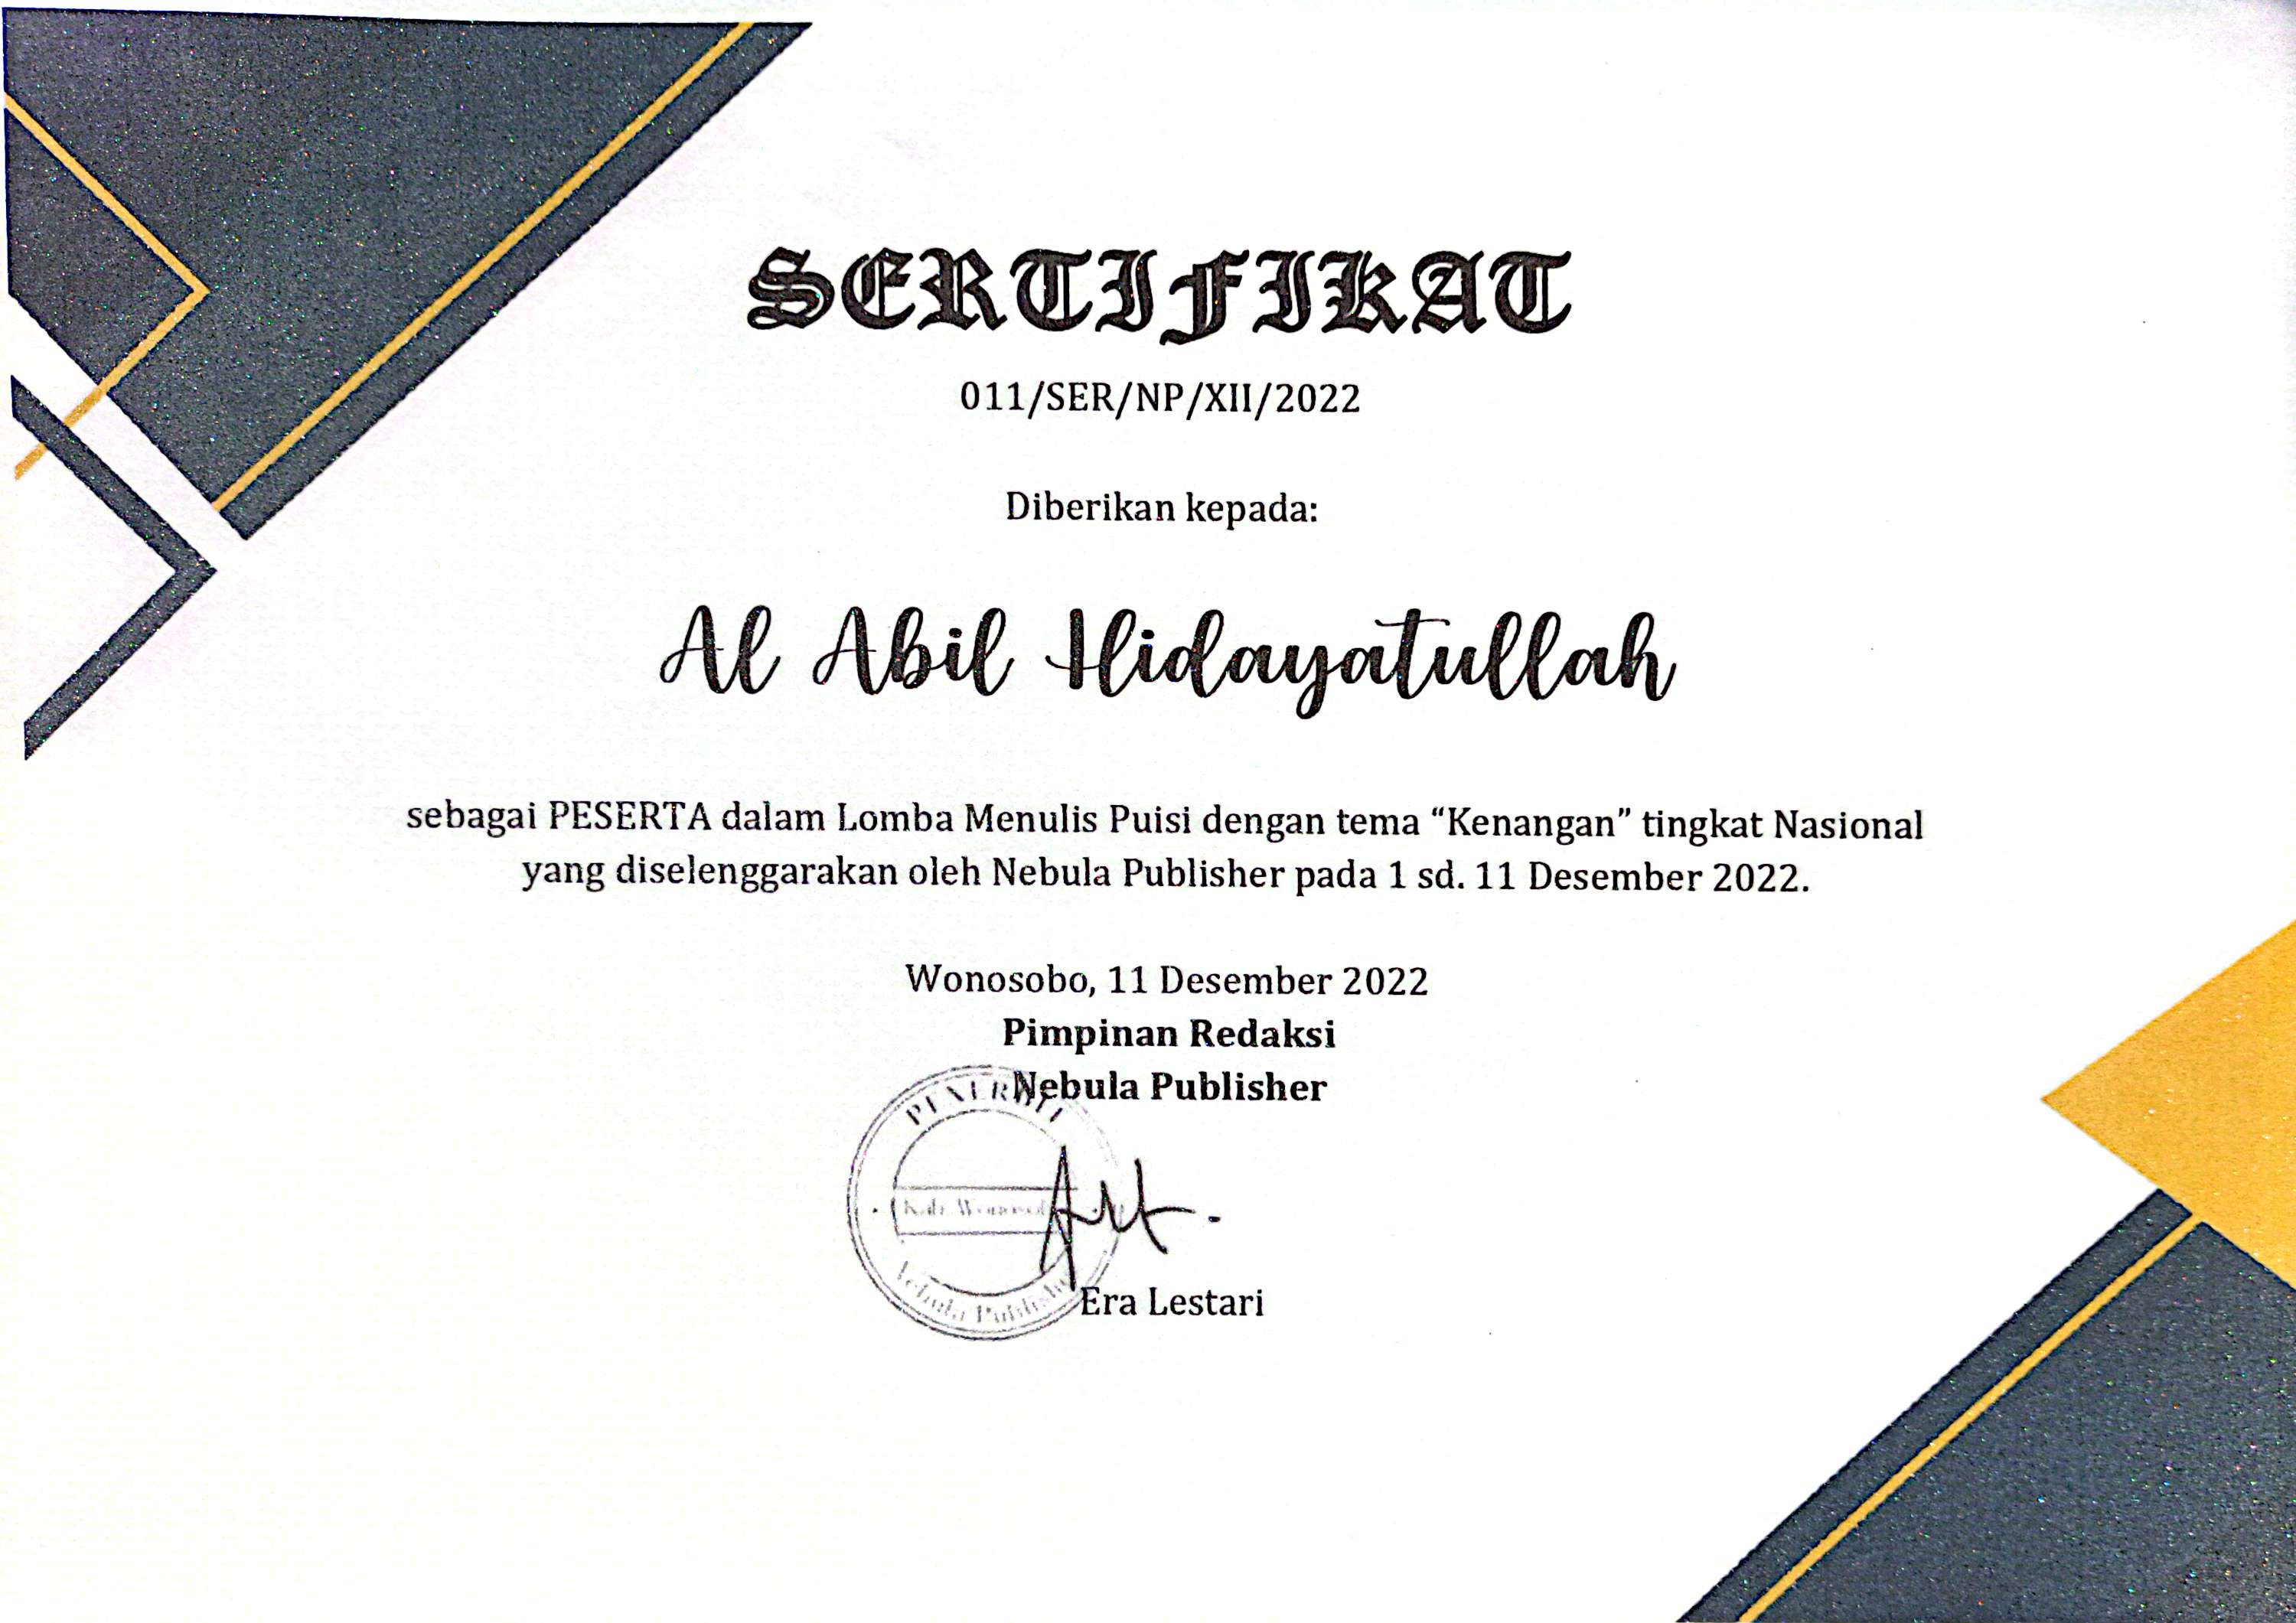 SERTIFIKAT
011/SER/NP/XII/2022
Diberikan kepada:
Al Abil Hidayatullah
sebagai PESERTA dalam Lomba Menulis Puisi dengan tema “Kenangan” tingkat Nasional
yang diselenggarakan oleh Nebula Publisher pada 1 sd. 11 Desember 2022.
Wonosobo, 11 Desember 2022
Pimpinan Redaksi
Nebula Publisher
PENERBIT
Nebula Publisher
Era Lestari